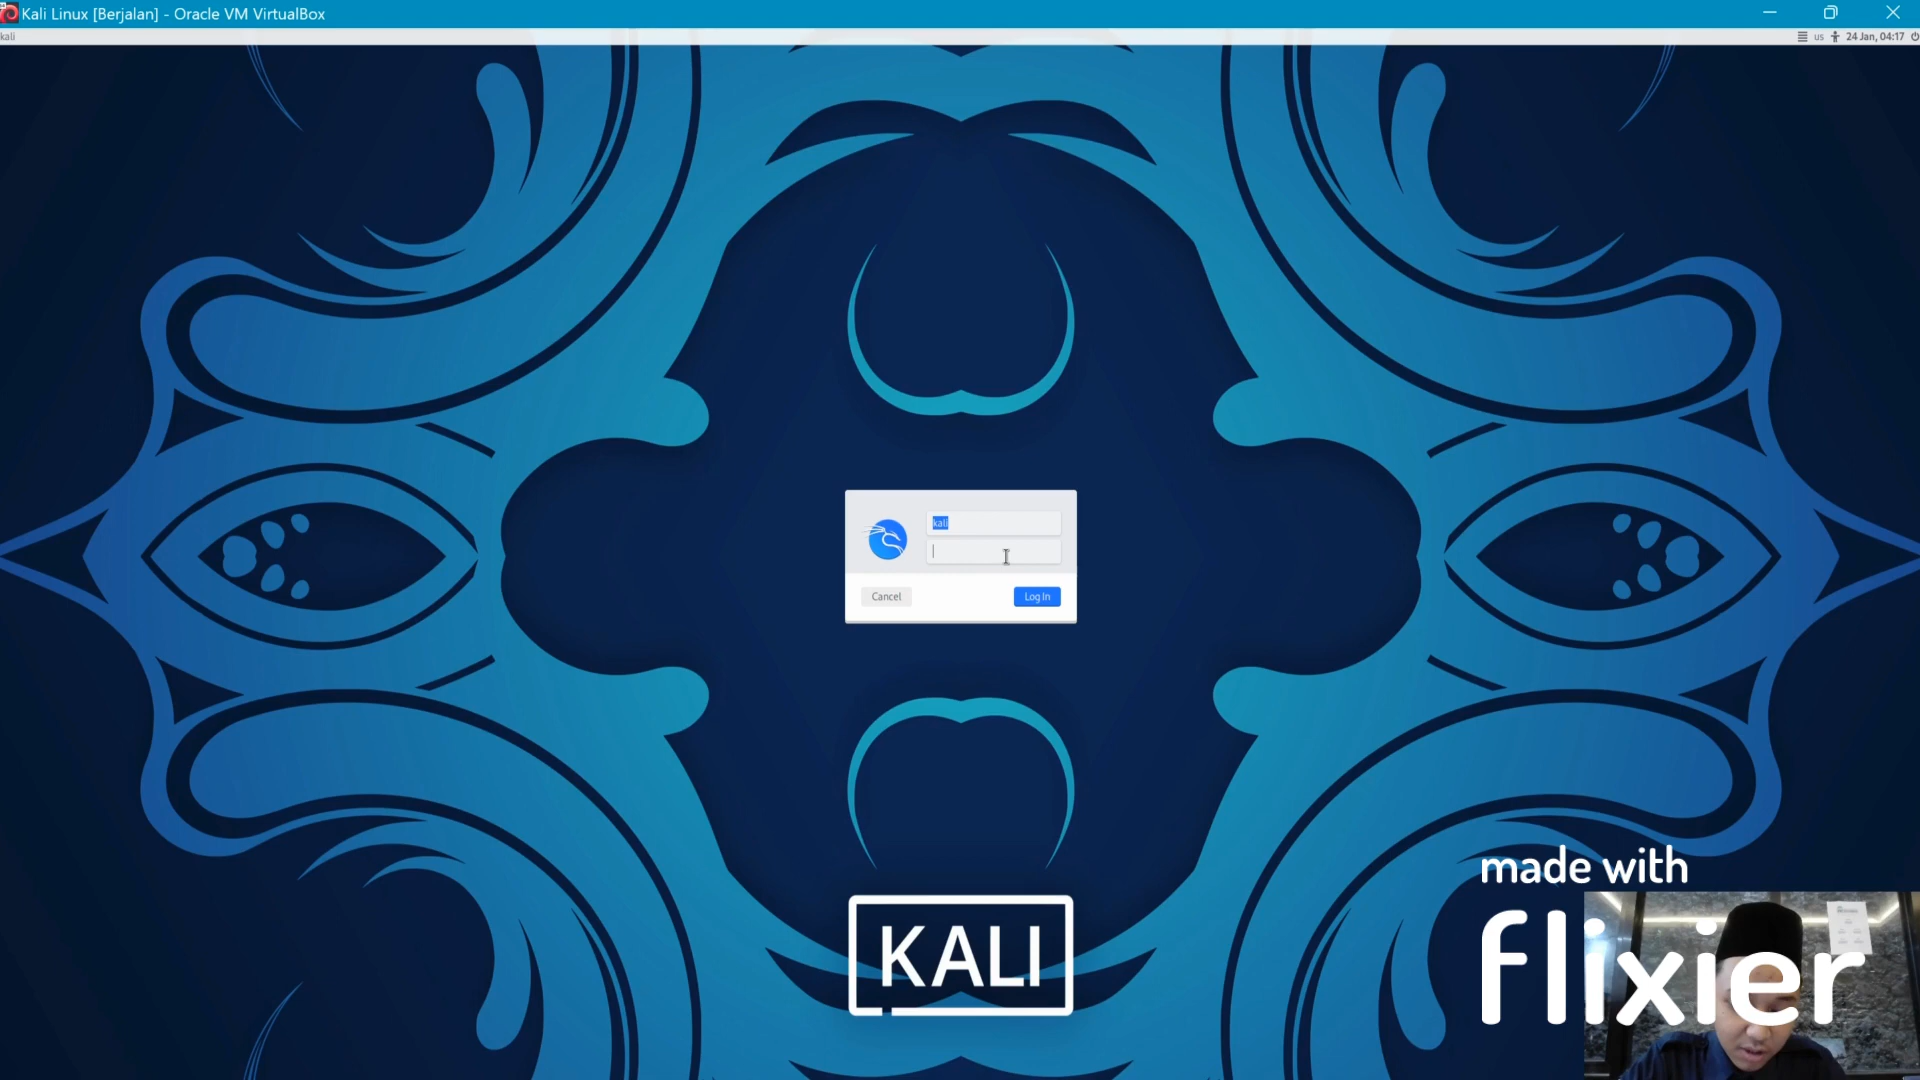 Kali Linux [Berjalan] - Oracle VM VirtualBox
kali
us
24 Jan, 04:17
kali
Cancel
Log In
KALI
made with
flixier